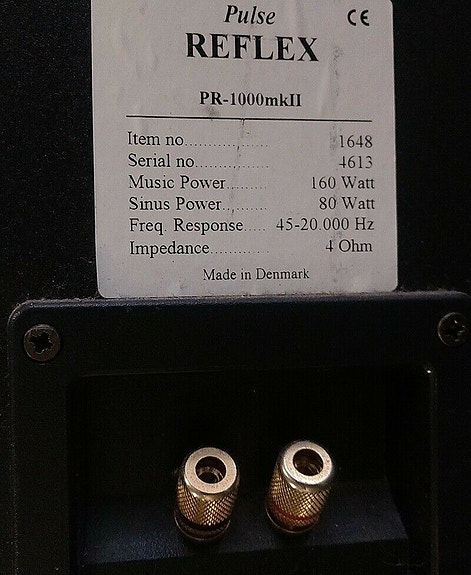 Pulse CE
REFLEX
PR-1000mkII
Item no.................... 1648
Serial no.................. 4613
Music Power......... 160 Watt
Sinus Power.......... 80 Watt
Freq. Response..... 45-20.000 Hz
Impedance............. 4 Ohm
Made in Denmark